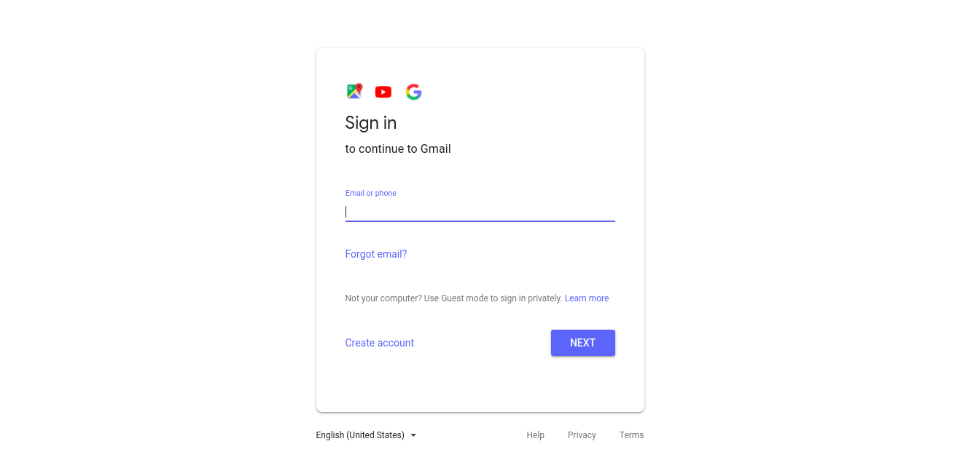 Sign in
to continue to Gmail
Email or phone
Forgot email?
Not your computer? Use Guest mode to sign in privately. Learn more
Create account
NEXT
English (United States)
Help Privacy Terms